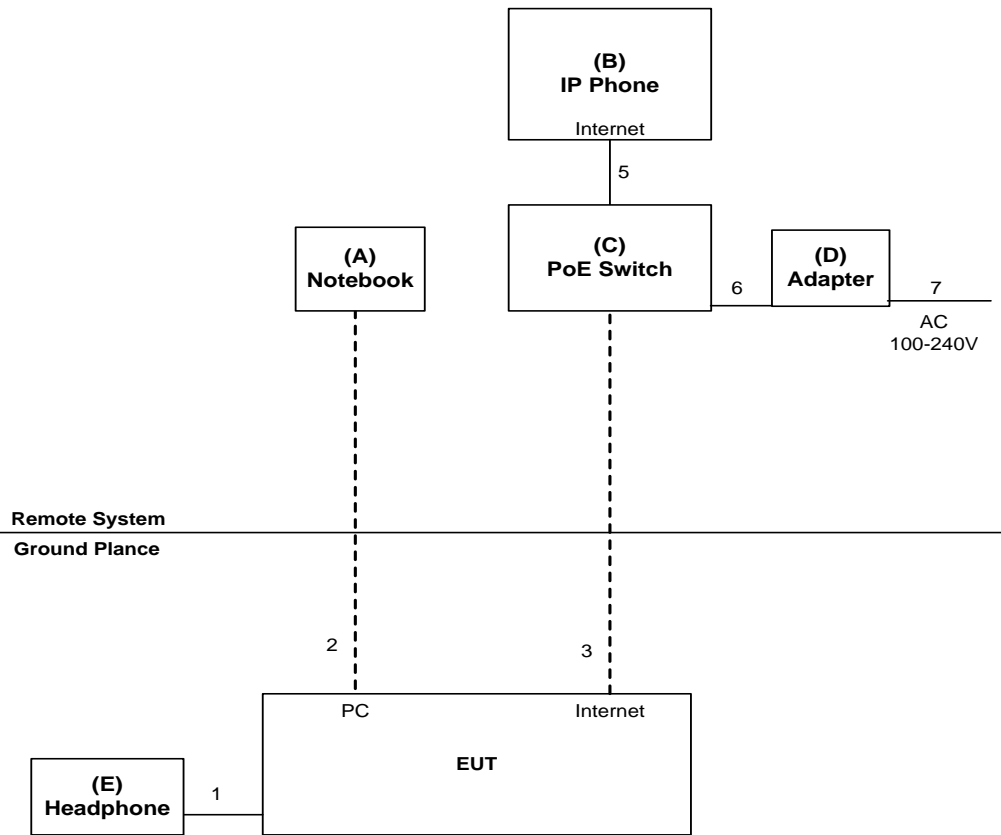 (B)
IP Phone
Internet
5
(A)
Notebook
(C)
PoE Switch
6
(D)
Adapter
7
AC
100-240V
Remote System
Ground Plance
2
3
PC
Internet
EUT
(E)
Headphone
1